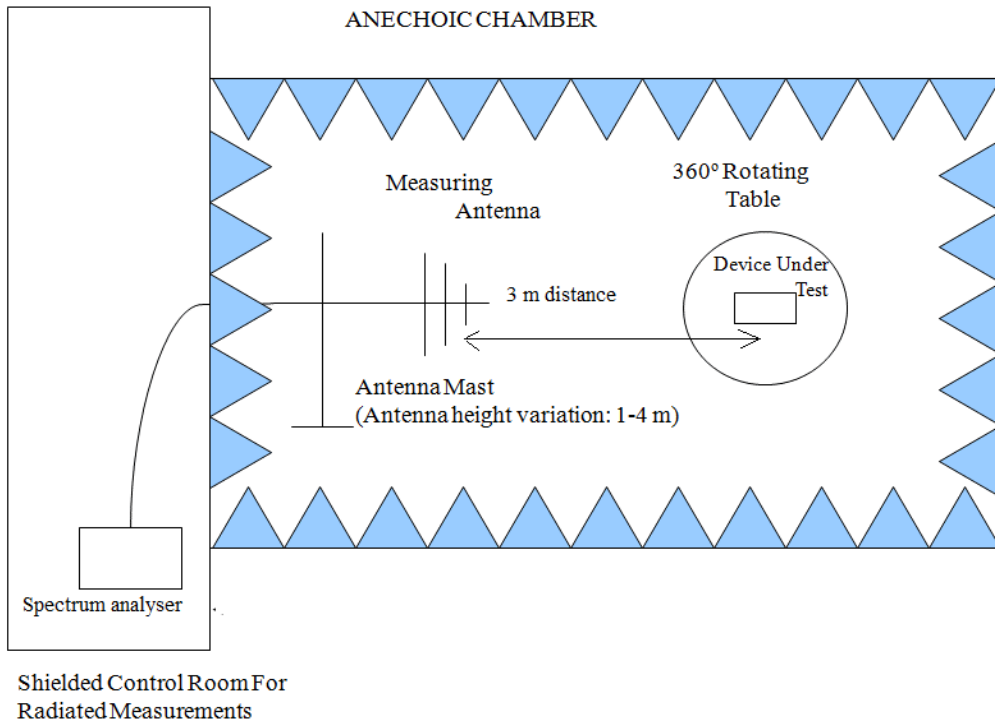 ANECHOIC CHAMBER
Measuring
Antenna
360º Rotating
Table
Device Under
Test
3 m distance
Antenna Mast
(Antenna height variation: 1-4 m)
Spectrum analyser
Shielded Control Room For
Radiated Measurements